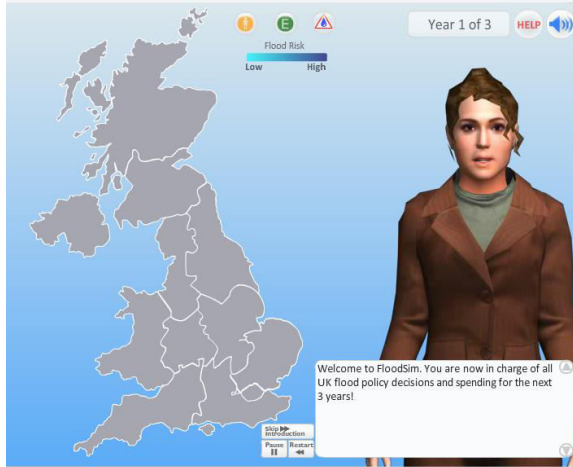 E
Year 1 of 3
HELP
Flood Risk
Low High
Welcome to FloodSim. You are now in charge of all
UK flood policy decisions and spending for the next
3 years!
Skip
Introduction
Pause Restart